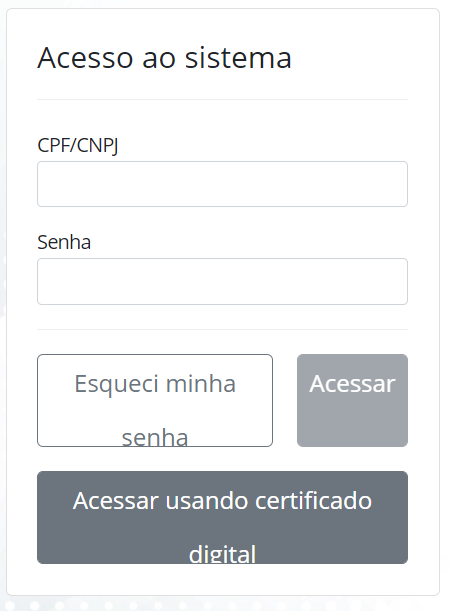 Acesso ao sistema
CPF/CNPJ
Senha
Esqueci minha
senha
Acessar
Acessar usando certificado
digital